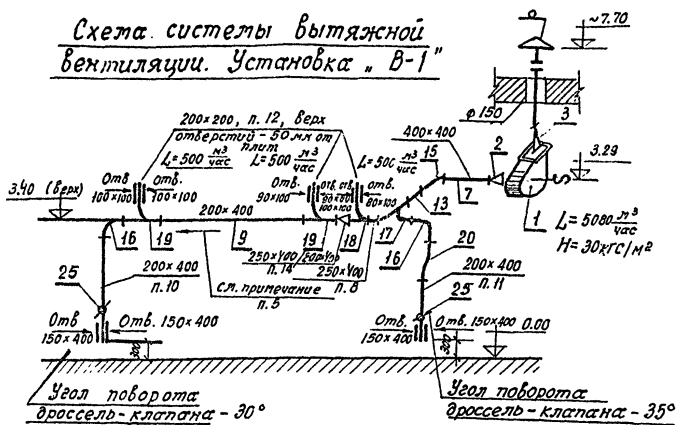 Схема системы вытяжной
вентиляции. Установка „В-1"
~7.70
200×200, п. 12, верх
отверстий - 50 мм от
плит
φ150
3
L=500 м³/час L=500 м³/час L=500 м³/час
400×400
15
2
3.29
Отв. отв.
100×100 100×100
Отв.
90×100
отв. отв.
80×100
100×100
80×100
3.40 (верх)
200×400
7
13
1
L= 5080 м³/час
H= 30кгс/м²
16 19 9 19 18 17 16
20
250×400
п.14
200×400
250×400
п.8
25
200×400
п.10
см. примечание
п.5
200×400
п.11
25
Отв Отв. 150×400
150×400
300
Отв. Отв. 150×400
150×400
300
0.00
Угол поворота
дроссель-клапана - 30°
Угол поворота
дроссель-клапана - 35°